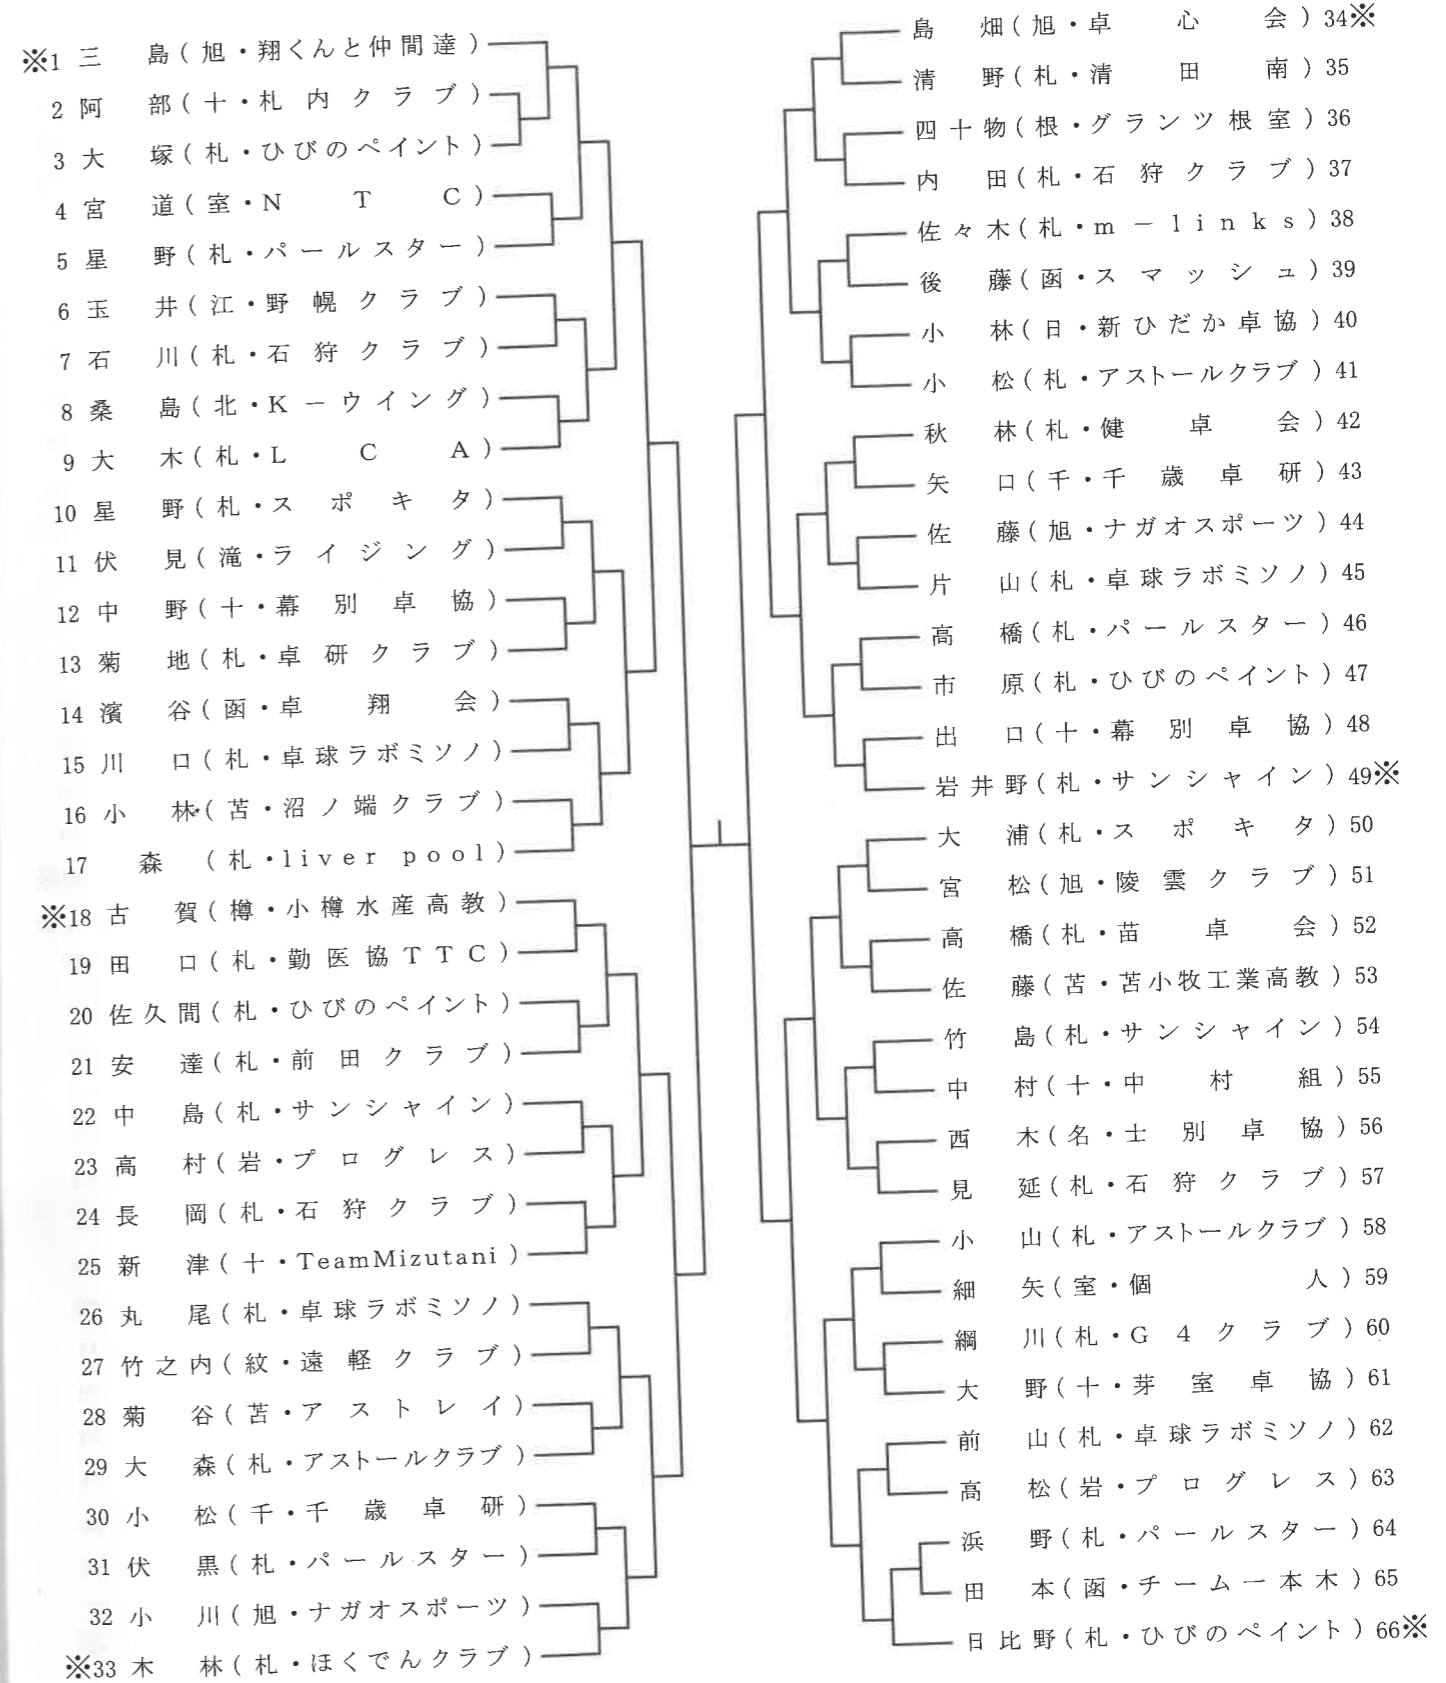 ※1 三島(旭・翔くんと仲間達)
2 阿部(十・札内クラブ)
3 大塚(札・ひびのペイント)
4 宮道(室・NTC)
5 星野(札・パールスター)
6 玉井(江・野幌クラブ)
7 石川(札・石狩クラブ)
8 桑島(北・K－ウイング)
9 大木(札・LCA)
10 星野(札・スポキタ)
11 伏見(滝・ライジング)
12 中野(十・幕別卓協)
13 菊地(札・卓研クラブ)
14 濱谷(函・卓翔会)
15 川口(札・卓球ラボミソノ)
16 小林(苫・沼ノ端クラブ)
17 森(札・liver pool)
※18 古賀(樽・小樽水産高教)
19 田口(札・勤医協TTC)
20 佐久間(札・ひびのペイント)
21 安達(札・前田クラブ)
22 中島(札・サンシャイン)
23 高村(岩・プログレス)
24 長岡(札・石狩クラブ)
25 新津(十・TeamMizutani)
26 丸尾(札・卓球ラボミソノ)
27 竹之内(紋・遠軽クラブ)
28 菊谷(苫・アストレイ)
29 大森(札・アストールクラブ)
30 小松(千・千歳卓研)
31 伏黒(札・パールスター)
32 小川(旭・ナガオスポーツ)
※33 木林(札・ほくでんクラブ)
島畑(旭・卓心会)34※
清野(札・清田南)35
四十物(根・グランツ根室)36
内田(札・石狩クラブ)37
佐々木(札・m－links)38
後藤(函・スマッシュ)39
小林(日・新ひだか卓協)40
小松(札・アストールクラブ)41
秋林(札・健卓会)42
矢口(千・千歳卓研)43
佐藤(旭・ナガオスポーツ)44
片山(札・卓球ラボミソノ)45
高橋(札・パールスター)46
市原(札・ひびのペイント)47
出口(十・幕別卓協)48
岩井野(札・サンシャイン)49※
大浦(札・スポキタ)50
宮松(旭・陵雲クラブ)51
高橋(札・苗卓会)52
佐藤(苫・苫小牧工業高教)53
竹島(札・サンシャイン)54
中村(十・中村組)55
西木(名・士別卓協)56
見延(札・石狩クラブ)57
小山(札・アストールクラブ)58
細矢(室・個人)59
綱川(札・G4クラブ)60
大野(十・芽室卓協)61
前山(札・卓球ラボミソノ)62
高松(岩・プログレス)63
浜野(札・パールスター)64
田本(函・チーム一本木)65
日比野(札・ひびのペイント)66※